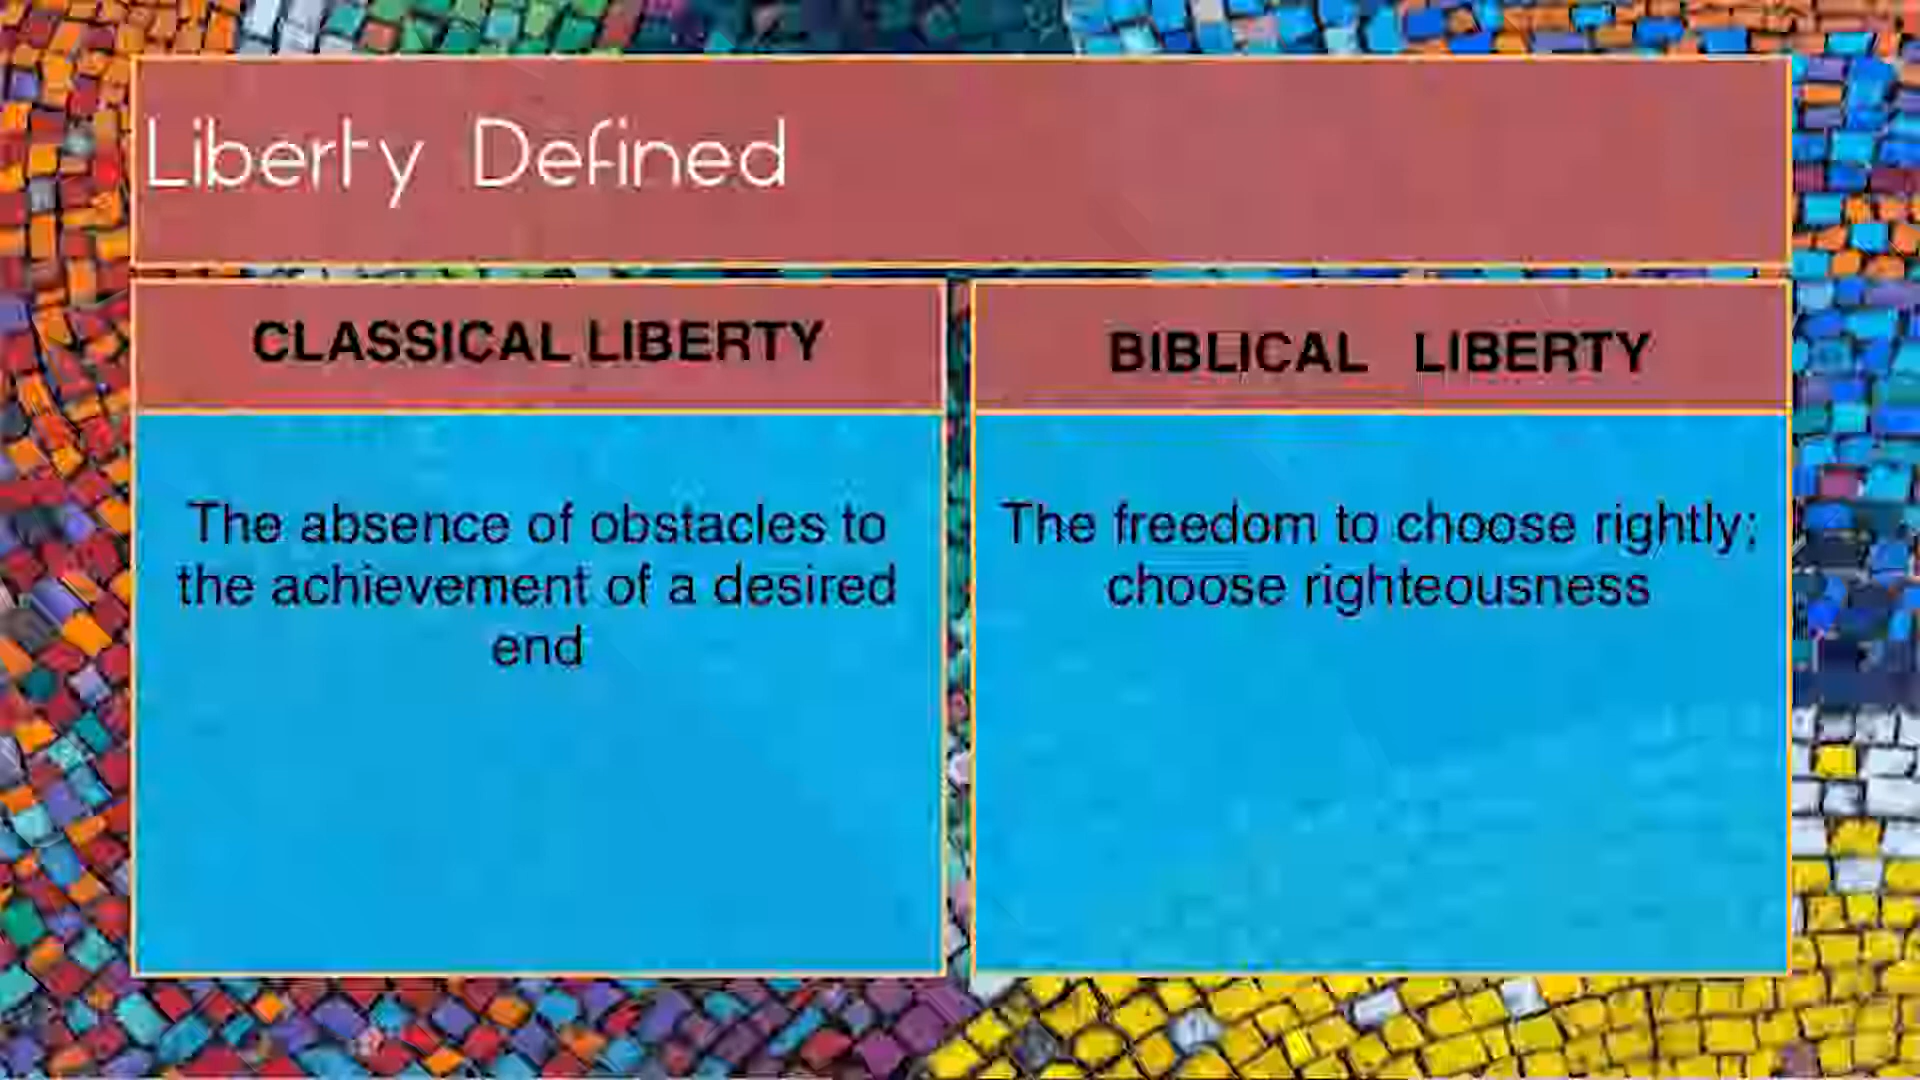 Liberty Defined
CLASSICAL LIBERTY
BIBLICAL LIBERTY
The absence of obstacles to
the achievement of a desired
end
The freedom to choose rightly;
choose righteousness